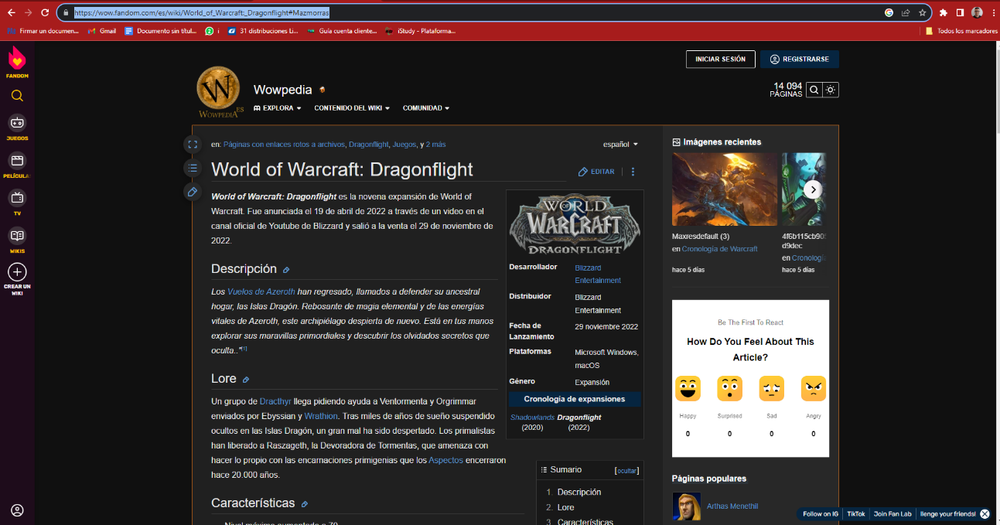 https://wow.fandom.com/es/wiki/World_of_Warcraft:_Dragonflight#Mazmorras
Firmar un documen... Gmail Documento sin títul... i 31 distribuciones Li... Guía cuenta cliente... iStudy - Plataforma... Todos los marcadores
FANDOM
JUEGOS
PELÍCULA
TV
WIKIS
CREAR UN
WIKI
INICIAR SESIÓN REGISTRARSE
WOWPEDIA ES
Wowpedia
EXPLORA CONTENIDO DEL WIKI COMUNIDAD
14 094
PÁGINAS
en: Páginas con enlaces rotos a archivos, Dragonflight, Juegos, y 2 más
español
World of Warcraft: Dragonflight
EDITAR
World of Warcraft: Dragonflight es la novena expansión de World of
Warcraft. Fue anunciada el 19 de abril de 2022 a través de un video en el
canal oficial de Youtube de Blizzard y salió a la venta el 29 de noviembre de
2022.
Descripción
Los Vuelos de Azeroth han regresado, llamados a defender su ancestral
hogar, las Islas Dragón. Rebosante de magia elemental y de las energías
vitales de Azeroth, este archipiélago despierta de nuevo. Está en tus manos
explorar sus maravillas primordiales y descubrir los olvidados secretos que
oculta.."[1]
Lore
Un grupo de Dracthyr llega pidiendo ayuda a Ventormenta y Orgrimmar
enviados por Ebyssian y Wrathion. Tras miles de años de sueño suspendido
ocultos en las Islas Dragón, un gran mal ha sido despertado. Los primalistas
han liberado a Raszageth, la Devoradora de Tormentas, que amenaza con
hacer lo propio con las encarnaciones primigenias que los Aspectos encerraron
hace 20.000 años.
Características
Nivel máximo aumentado a 70
WORLD OF
WARCRAFT
DRAGONFLIGHT
Desarrollador Blizzard
Entertainment
Distribuidor Blizzard
Entertainment
Fecha de
Lanzamiento 29 noviembre 2022
Plataformas Microsoft Windows,
macOS
Género Expansión
Cronología de expansiones
Shadowlands Dragonflight
(2020) (2022)
Sumario [ocultar]
1. Descripción
2. Lore
3. Características
Imágenes recientes
Maxresdefault (3)
en Cronología de Warcraft
hace 5 días
4f6b115cb905
d9dec
en Cronologí
hace 5 días
Be The First To React
How Do You Feel About This
Article?
Happy Surprised Sad Angry
0 0 0 0
Páginas populares
Arthas Menethil
Follow on IG TikTok Join Fan Lab llenge your friends!